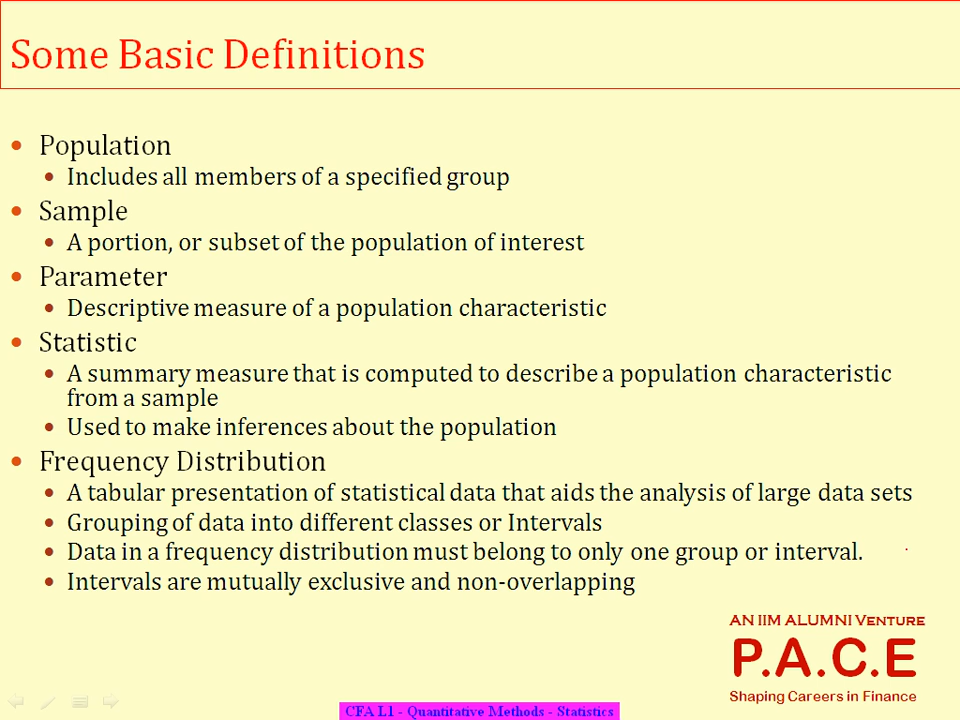 Some Basic Definitions
Population
Includes all members of a specified group
Sample
A portion, or subset of the population of interest
Parameter
Descriptive measure of a population characteristic
Statistic
A summary measure that is computed to describe a population characteristic
from a sample
Used to make inferences about the population
Frequency Distribution
A tabular presentation of statistical data that aids the analysis of large data sets
Grouping of data into different classes or Intervals
Data in a frequency distribution must belong to only one group or interval.
Intervals are mutually exclusive and non-overlapping
AN IIM ALUMNI VENTURE
P.A.C.E
Shaping Careers in Finance
CFA L1 - Quantitative Methods - Statistics